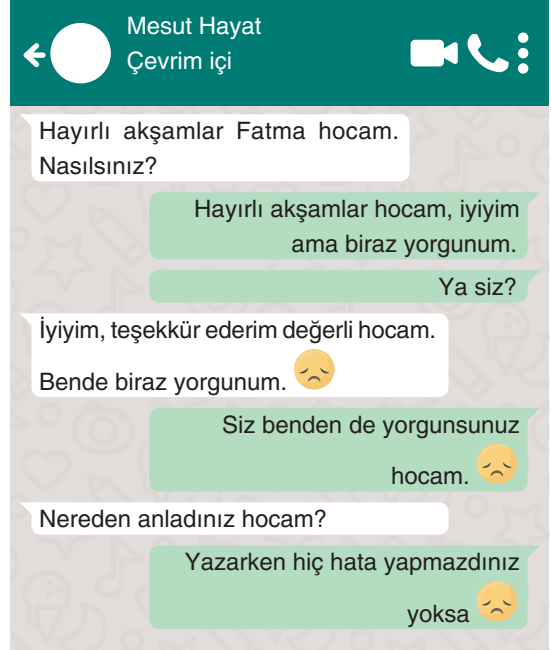 Mesut Hayat
Çevrim içi
Hayırlı akşamlar Fatma hocam.
Nasılsınız?
Hayırlı akşamlar hocam, iyiyim
ama biraz yorgunum.
Ya siz?
İyiyim, teşekkür ederim değerli hocam.
Bende biraz yorgunum. 😞
Siz benden de yorgunsunuz
hocam. 😞
Nereden anladınız hocam?
Yazarken hiç hata yapmazdınız
yoksa 😞